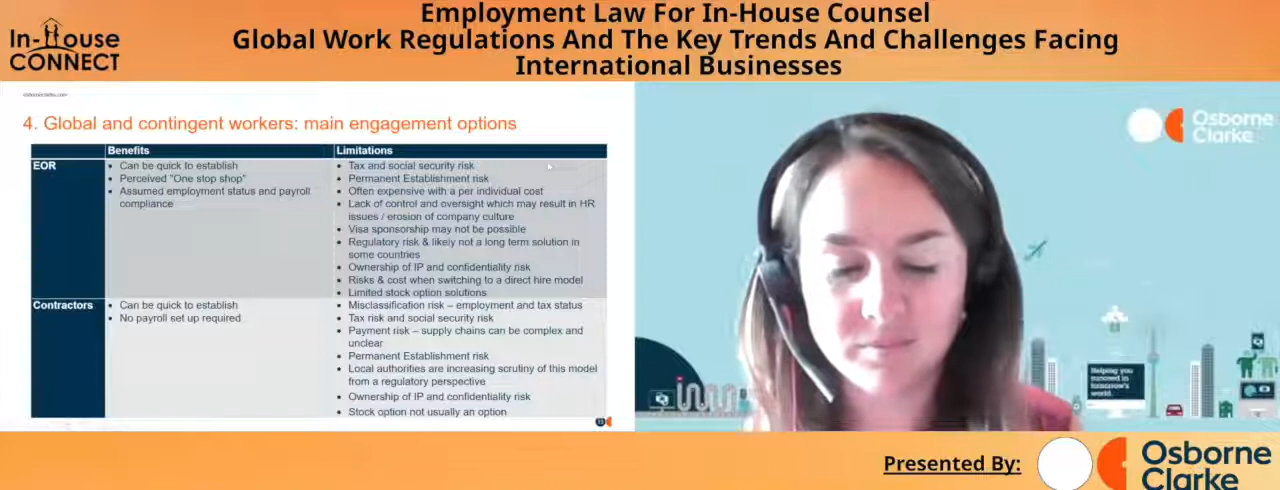 Employment Law For In-House Counsel
Global Work Regulations And The Key Trends And Challenges Facing
International Businesses
In-House
CONNECT
osborneclarke.com
4. Global and contingent workers: main engagement options
Benefits
Limitations
EOR
• Can be quick to establish
• Perceived "One stop shop"
• Assumed employment status and payroll
compliance
• Tax and social security risk
• Permanent Establishment risk
• Often expensive with a per individual cost
• Lack of control and oversight which may result in HR
issues / erosion of company culture
• Visa sponsorship may not be possible
• Regulatory risk & likely not a long term solution in
some countries
• Ownership of IP and confidentiality risk
• Risks & cost when switching to a direct hire model
• Limited stock option solutions
Contractors
• Can be quick to establish
• No payroll set up required
• Misclassification risk – employment and tax status
• Tax risk and social security risk
• Payment risk – supply chains can be complex and
unclear
• Permanent Establishment risk
• Local authorities are increasing scrutiny of this model
from a regulatory perspective
• Ownership of IP and confidentiality risk
• Stock option not usually an option
Osborne
Clarke
Helping you
succeed in
tomorrow's
world.
Presented By:
Osborne
Clarke